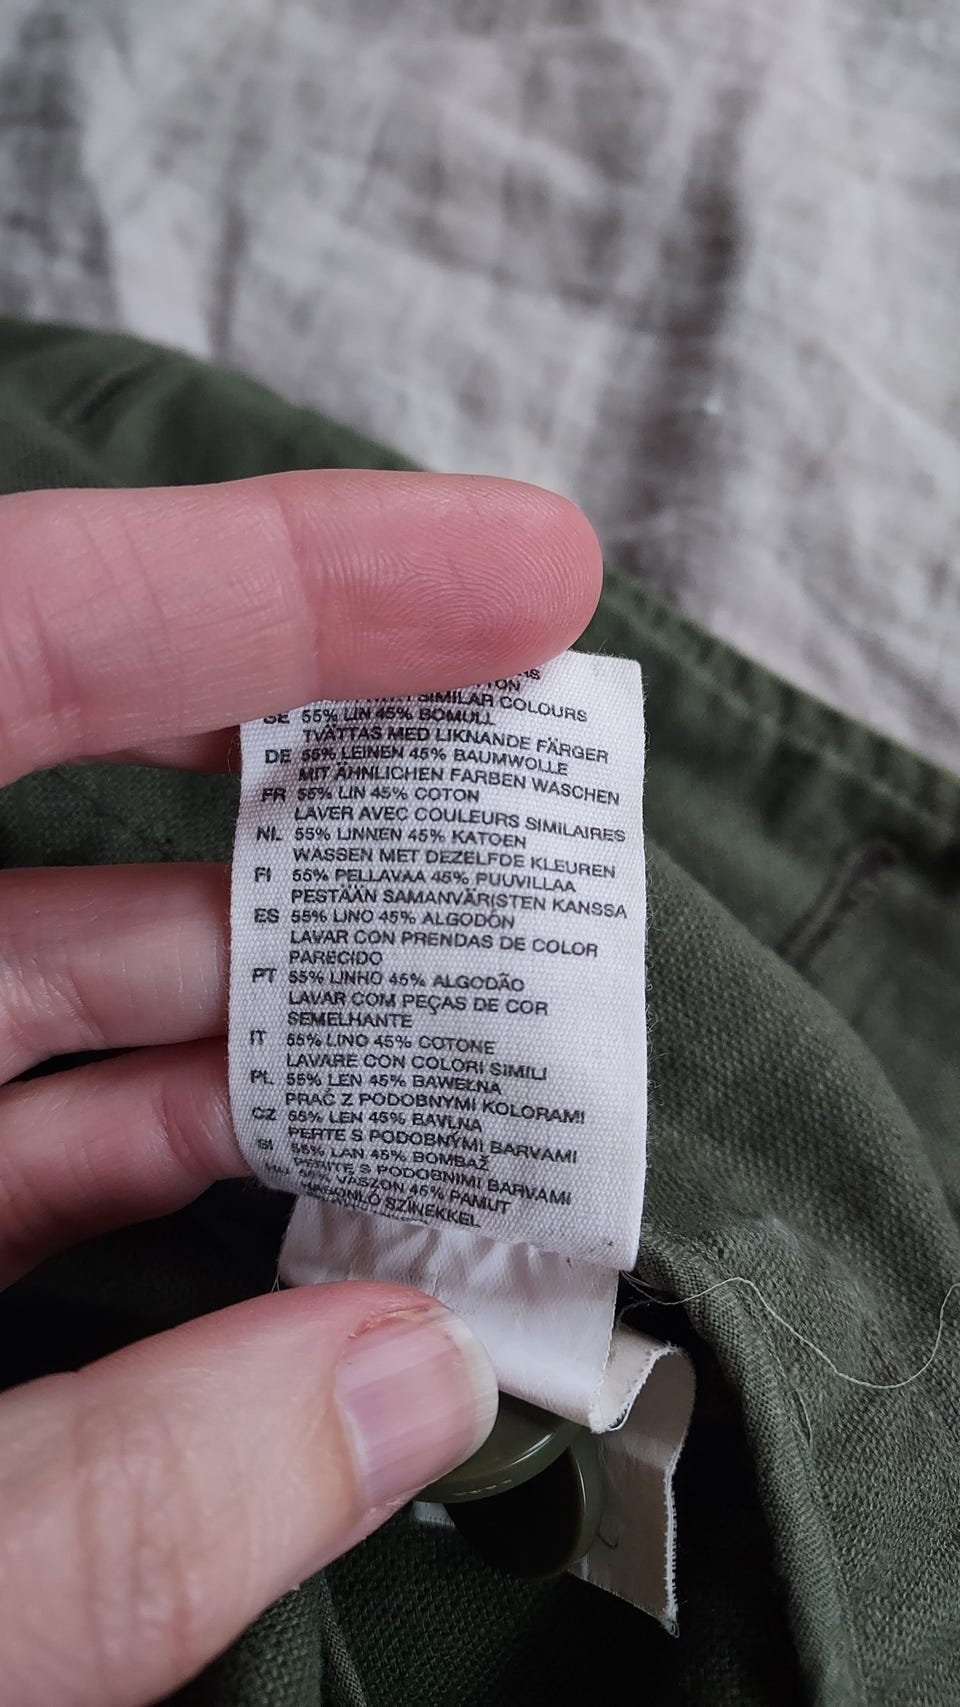 SIMILAR COLOURS
SE 55% LIN 45% BOMULL
TVÄTTAS MED LIKNANDE FÄRGER
DE 55% LEINEN 45% BAUMWOLLE
MIT ÄHNLICHEN FARBEN WASCHEN
FR 55% LIN 45% COTON
LAVER AVEC COULEURS SIMILAIRES
NL 55% LINNEN 45% KATOEN
WASSEN MET DEZELFDE KLEUREN
FI 55% PELLAVAA 45% PUUVILLAA
PESTÄÄN SAMANVÄRISTEN KANSSA
ES 55% LINO 45% ALGODÓN
LAVAR CON PRENDAS DE COLOR
PARECIDO
PT 55% LINHO 45% ALGODÃO
LAVAR COM PEÇAS DE COR
SEMELHANTE
IT 55% LINO 45% COTONE
LAVARE CON COLORI SIMILI
PL 55% LEN 45% BAWEŁNA
PRAĆ Z PODOBNYMI KOLORAMI
CZ 55% LEN 45% BAVLNA
PERTE S PODOBNÝMI BARVAMI
SI 55% LAN 45% BOMBAŽ
PERITE S PODOBNIMI BARVAMI
HU 55% VÁSZON 45% PAMUT
HASONLÓ SZÍNEKKEL